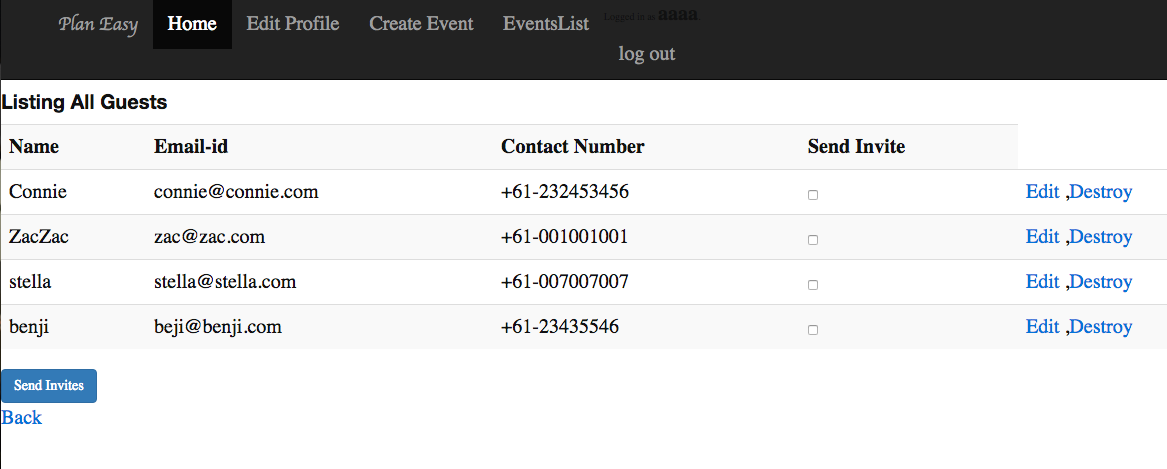 Plan Easy Home Edit Profile Create Event EventsList Logged in as aaaa
log out
Listing All Guests
Name Email-id Contact Number Send Invite
Connie connie@connie.com +61-232453456 Edit ,Destroy
ZacZac zac@zac.com +61-001001001 Edit ,Destroy
stella stella@stella.com +61-007007007 Edit ,Destroy
benji beji@benji.com +61-23435546 Edit ,Destroy
Send Invites
Back